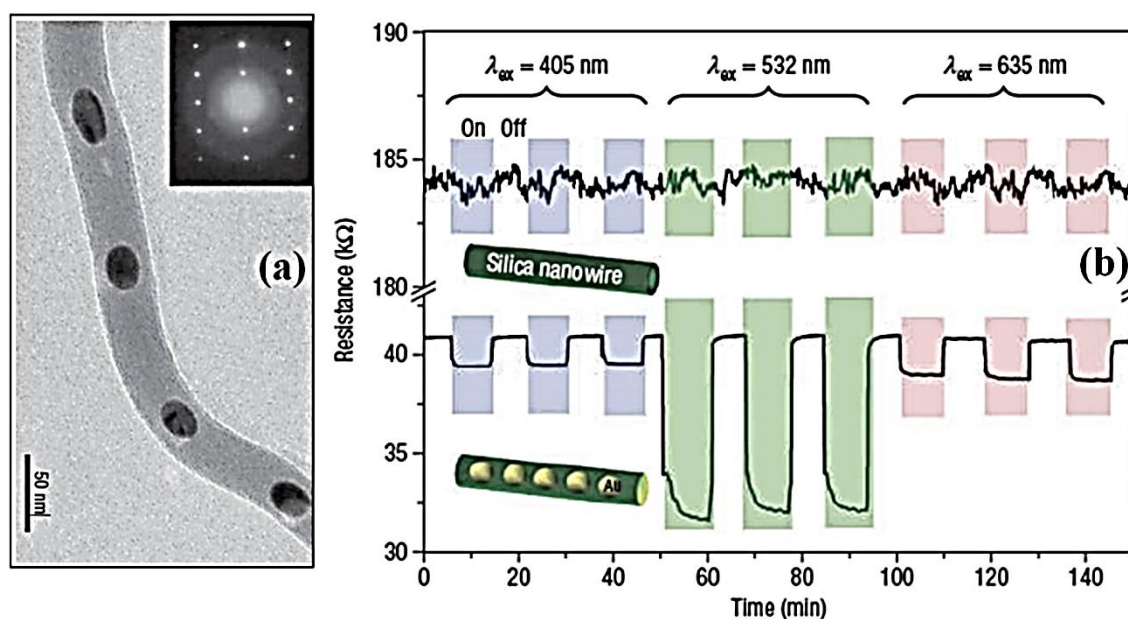 (a)
50 nm
190
185
180
40
35
30
Resistance (kΩ)
λex = 405 nm
λex = 532 nm
λex = 635 nm
On Off
Silica nanowire
(b)
Au
0 20 40 60 80 100 120 140
Time (min)